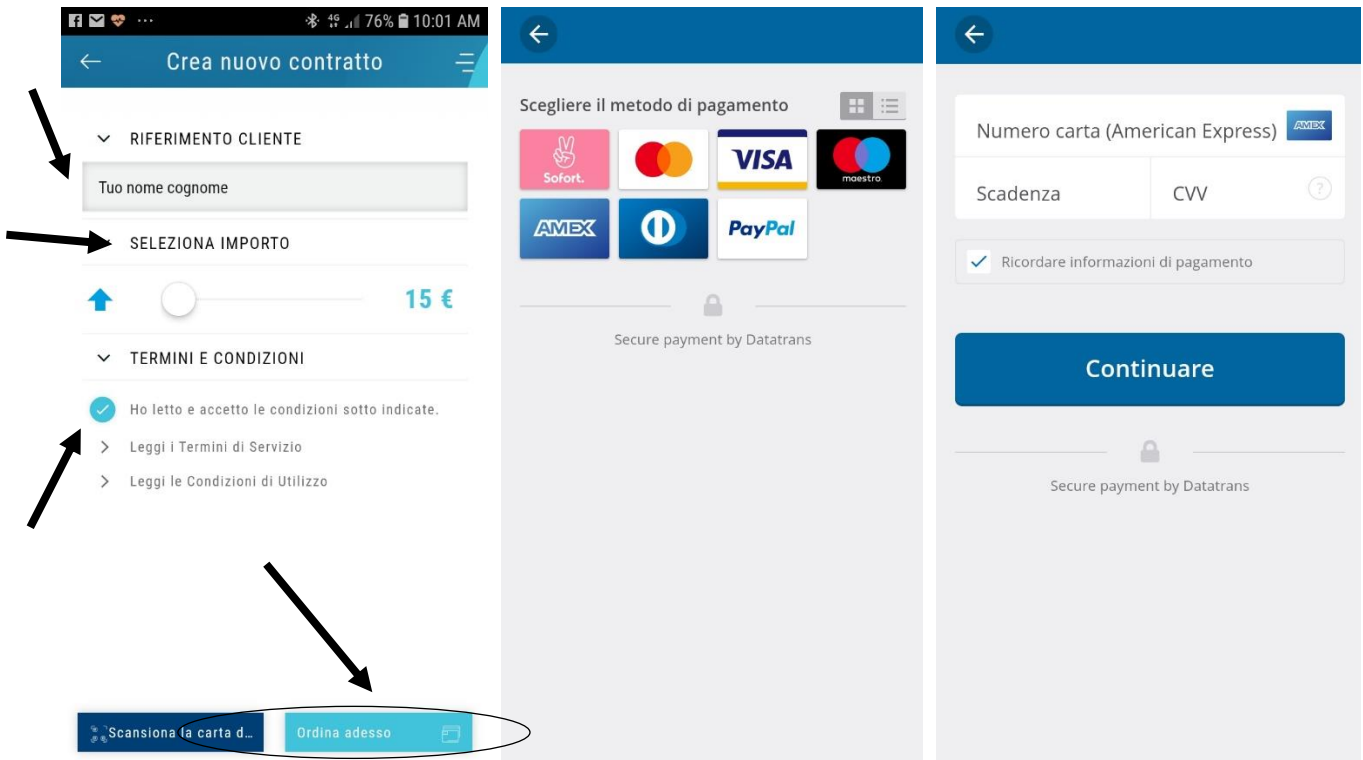 4G 76% 10:01 AM
Crea nuovo contratto
RIFERIMENTO CLIENTE
Tuo nome cognome
SELEZIONA IMPORTO
15 €
TERMINI E CONDIZIONI
Ho letto e accetto le condizioni sotto indicate.
Leggi i Termini di Servizio
Leggi le Condizioni di Utilizzo
Scansiona la carta d...
Ordina adesso
Scegliere il metodo di pagamento
Sofort.
VISA
maestro
AMEX
PayPal
Secure payment by Datatrans
Numero carta (American Express) AMEX
Scadenza
CVV
?
Ricordare informazioni di pagamento
Continuare
Secure payment by Datatrans